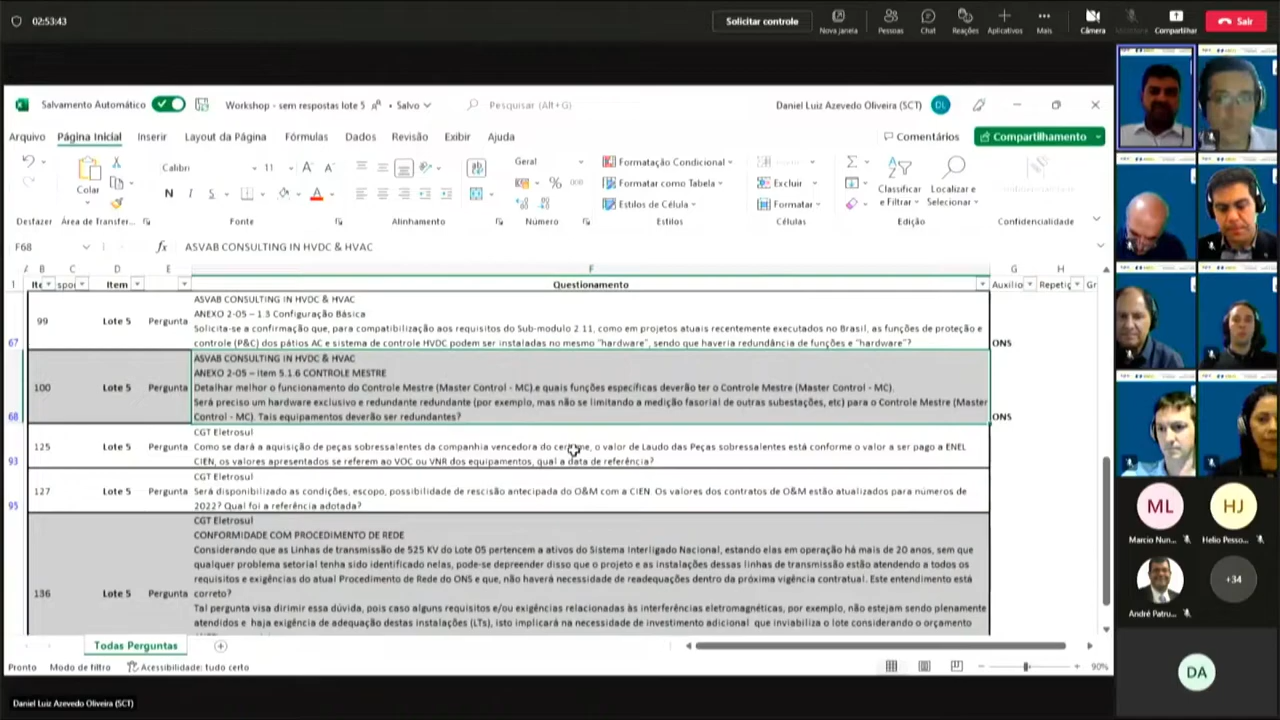 02:53:43
Solicitar controle
Nova janela
Pessoas
Chat
Reações
Aplicativos
Mais
Câmera
Compartilhar
Sair
Salvamento Automático
Workshop - sem respostas lote 5 • Salvo
Pesquisar (Alt+G)
Daniel Luiz Azevedo Oliveira (SCT)
DL
Arquivo Página Inicial Inserir Layout da Página Fórmulas Dados Revisão Exibir Ajuda
Comentários
Compartilhamento
Colar
Calibri 11
N I S
Geral
Formatação Condicional
Formatar como Tabela
Estilos de Célula
Excluir
Formatar
Classificar e Filtrar
Localizar e Selecionar
Desfazer Área de Transfer... Fonte Alinhamento Número Estilos Células Edição Confidencialidade
F68 fx ASVAB CONSULTING IN HVDC & HVAC
B C D E F G H
1 Ite spo Item Questionamento Auxilio Repetiç Gr
ASVAB CONSULTING IN HVDC & HVAC
ANEXO 2-05 – 1.3 Configuração Básica
99 Lote 5 Pergunta Solicita-se a confirmação que, para compatibilização aos requisitos do Sub-modulo 2.11, como em projetos atuais recentemente executados no Brasil, as funções de proteção e
67 controle (P&C) dos pátios AC e sistema de controle HVDC podem ser instaladas no mesmo "hardware", sendo que haveria redundância de funções e "hardware"? ONS
ASVAB CONSULTING IN HVDC & HVAC
ANEXO 2-05 – Item 5.1.6 CONTROLE MESTRE
100 Lote 5 Pergunta Detalhar melhor o funcionamento do Controle Mestre (Master Control - MC).e quais funções específicas deverão ter o Controle Mestre (Master Control - MC).
Será preciso um hardware exclusivo e redundante redundante (por exemplo, mas não se limitando a medição fasorial de outras subestações, etc) para o Controle Mestre (Master
68 Control - MC). Tais equipamentos deverão ser redundantes? ONS
CGT Eletrosul
125 Lote 5 Pergunta Como se dará a aquisição de peças sobressalentes da companhia vencedora do certame, o valor de Laudo das Peças sobressalentes está conforme o valor a ser pago a ENEL
93 CIEN, os valores apresentados se referem ao VOC ou VNR dos equipamentos, qual a data de referência?
CGT Eletrosul
127 Lote 5 Pergunta Será disponibilizado as condições, escopo, possibilidade de rescisão antecipada do O&M com a CIEN. Os valores dos contratos de O&M estão atualizados para números de
95 2022? Qual foi a referência adotada?
CGT Eletrosul
CONFORMIDADE COM PROCEDIMENTO DE REDE
Considerando que as Linhas de transmissão de 525 KV do Lote 05 pertencem a ativos do Sistema Interligado Nacional, estando elas em operação há mais de 20 anos, sem que
qualquer problema setorial tenha sido identificado nelas, pode-se depreender disso que o projeto e as instalações dessas linhas de transmissão estão atendendo a todos os
requisitos e exigências do atual Procedimento de Rede do ONS e que, não haverá necessidade de readequações dentro da próxima vigência contratual. Este entendimento está
136 Lote 5 Pergunta correto?
Tal pergunta visa dirimir essa dúvida, pois caso alguns requisitos e/ou exigências relacionadas às interferências eletromagnéticas, por exemplo, não estejam sendo plenamente
atendidos e haja exigência de adequação destas instalações (LTs), isto implicará na necessidade de investimento adicional que inviabiliza o lote considerando o orçamento
Todas Perguntas
Pronto Modo de filtro Acessibilidade: tudo certo
90%
Daniel Luiz Azevedo Oliveira (SCT)
ML
HJ
Marcio Nun...
Helio Pesso...
André Patru...
+34
DA